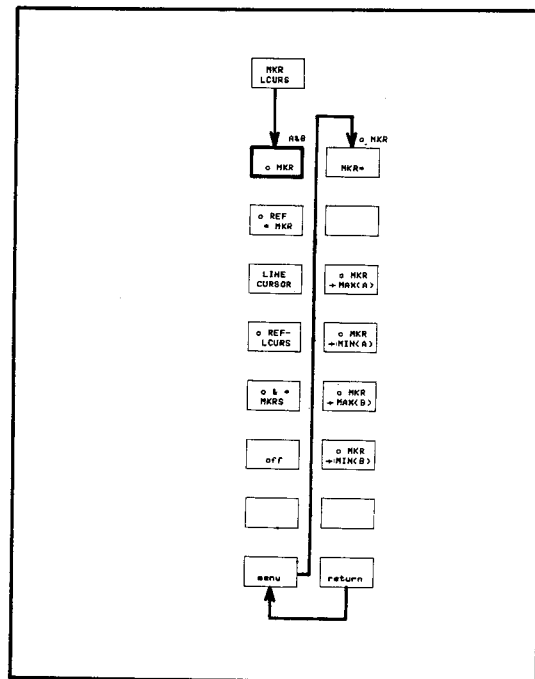 MKR
LCURS
A&B
o MKR
o REF
* MKR
LINE
CURSOR
o REF-
LCURS
o & *
MKRS
off
menu
o, MKR
MKR=
o MKR
→MAX(A)
o MKR
→MIN(A)
o MKR
→MAX(B)
o MKR
→MIN(B)
return